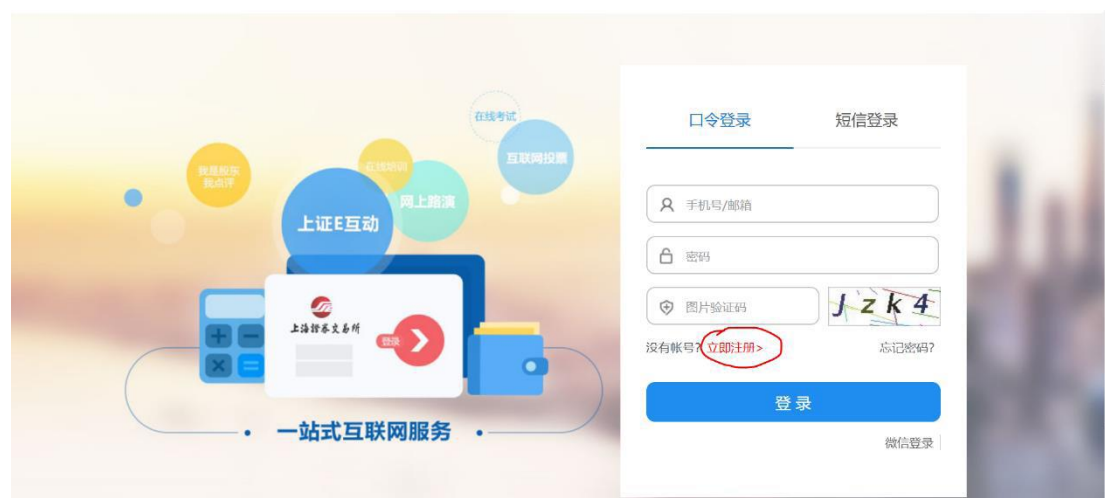 在线考试
互联网投票
我是股东
我点评
在线培训
网上路演
上证E互动
上海證券交易所
登录
一站式互联网服务
口令登录
短信登录
手机号/邮箱
密码
图片验证码
J z k 4
没有帐号?立即注册>
忘记密码?
登 录
微信登录